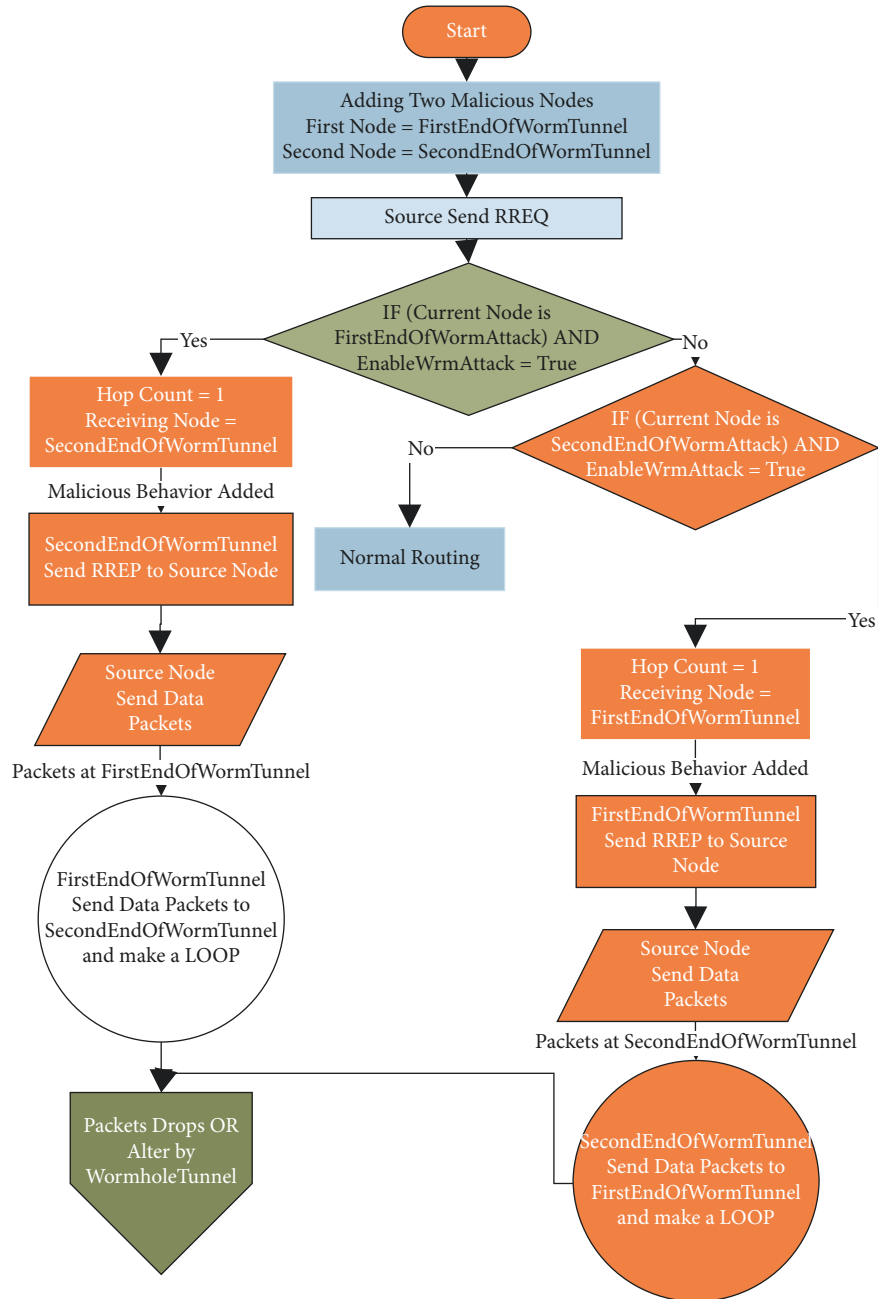 Start
Adding Two Malicious Nodes
First Node = FirstEndOfWormTunnel
Second Node = SecondEndOfWormTunnel
Source Send RREQ
IF (Current Node is
FirstEndOfWormAttack) AND
EnableWrmAttack = True
Yes
No
Hop Count = 1
Receiving Node =
SecondEndOfWormTunnel
IF (Current Node is
SecondEndOfWormAttack) AND
EnableWrmAttack = True
No
Malicious Behavior Added
SecondEndOfWormTunnel
Send RREP to Source Node
Normal Routing
Yes
Source Node
Send Data
Packets
Hop Count = 1
Receiving Node =
FirstEndOfWormTunnel
Packets at FirstEndOfWormTunnel
Malicious Behavior Added
FirstEndOfWormTunnel
Send RREP to Source
Node
FirstEndOfWormTunnel
Send Data Packets to
SecondEndOfWormTunnel
and make a LOOP
Source Node
Send Data
Packets
Packets at SecondEndOfWormTunnel
Packets Drops OR
Alter by
WormholeTunnel
SecondEndOfWormTunnel
Send Data Packets to
FirstEndOfWormTunnel
and make a LOOP